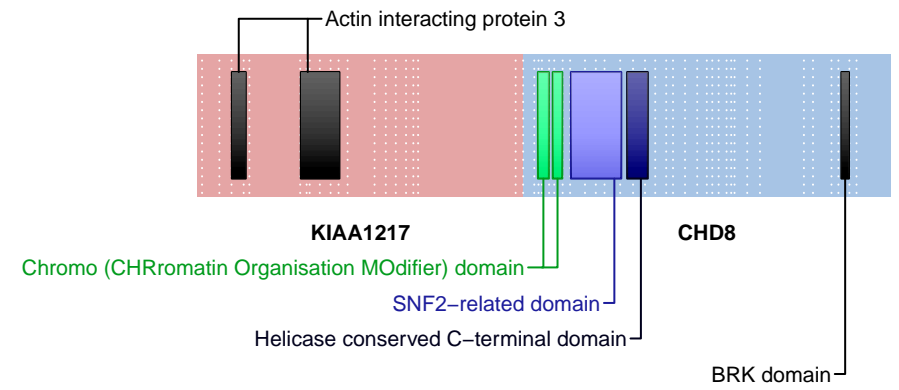 Actin interacting protein 3
KIAA1217
CHD8
Chromo (CHRromatin Organisation MOdifier) domain
SNF2−related domain
Helicase conserved C−terminal domain
BRK domain